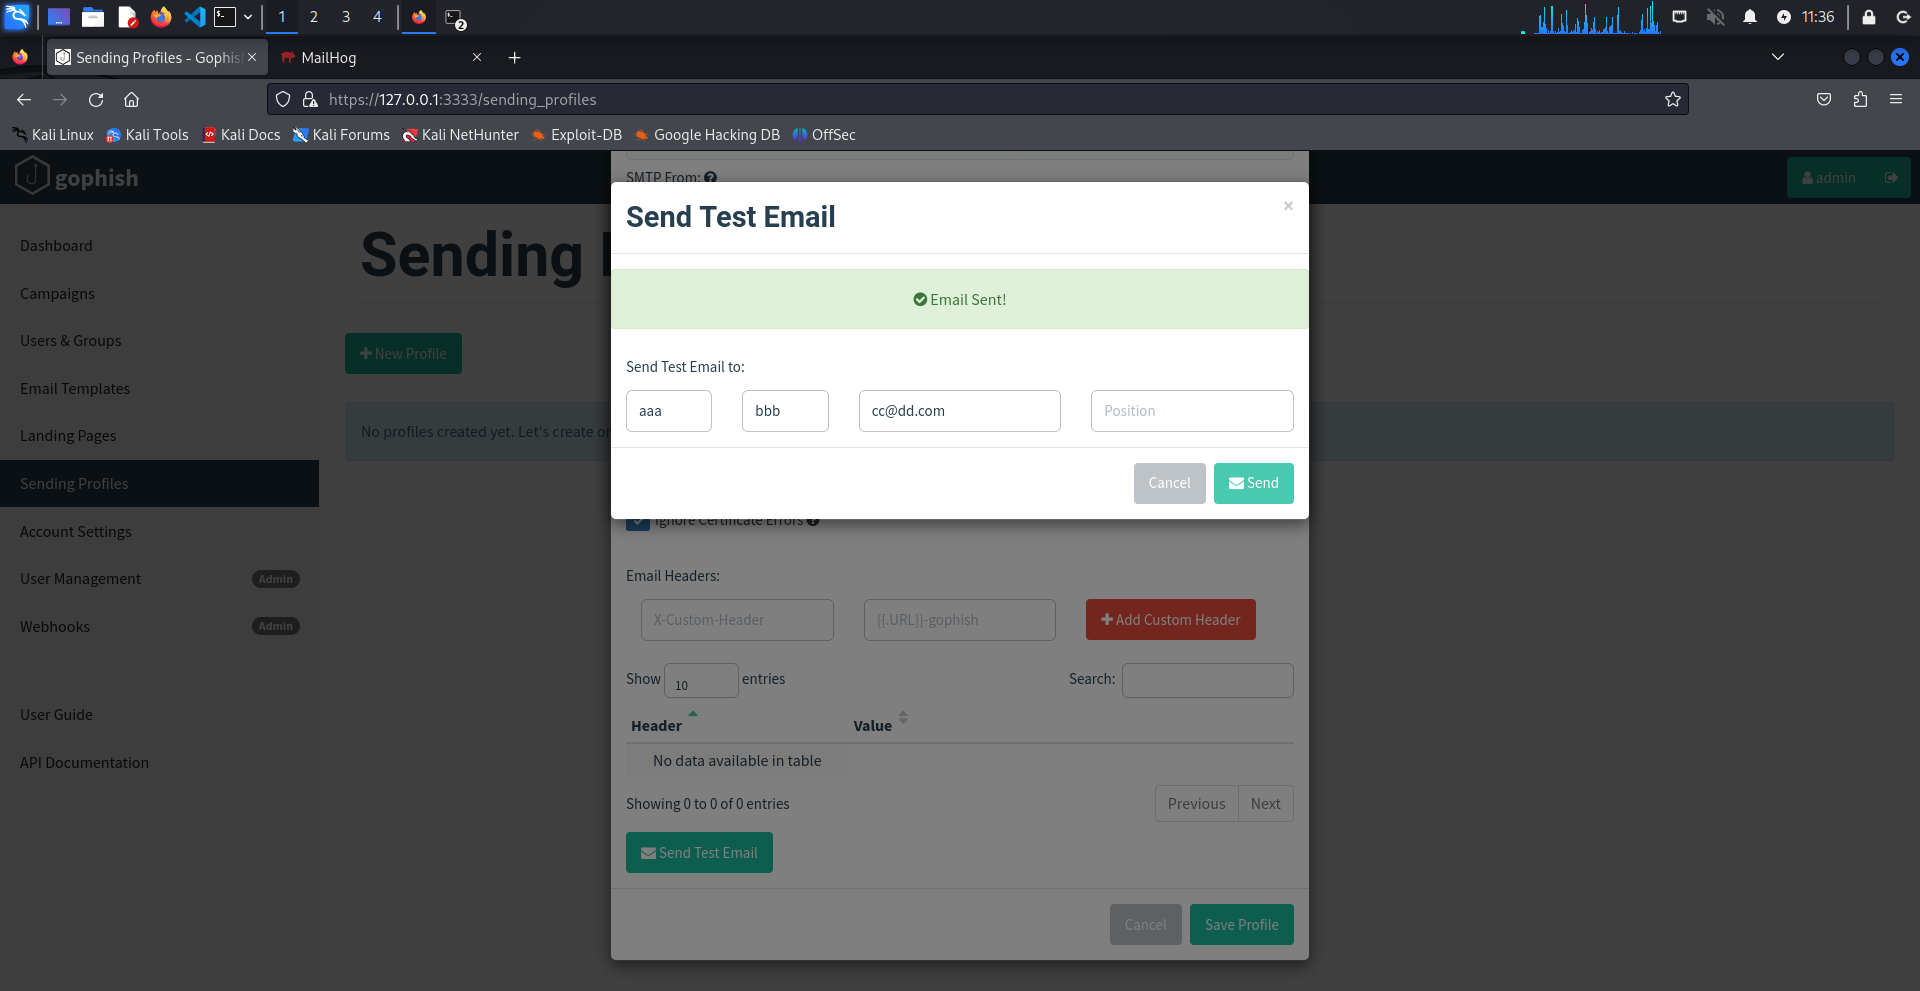 1 2 3 4 2 11:36
Sending Profiles - Gophis MailHog
https://127.0.0.1:3333/sending_profiles
Kali Linux Kali Tools Kali Docs Kali Forums Kali NetHunter Exploit-DB Google Hacking DB OffSec
gophish
admin
SMTP From:
Send Test Email
×
Dashboard
Sending
Campaigns
Email Sent!
Users & Groups
New Profile
Send Test Email to:
Email Templates
aaa bbb cc@dd.com Position
Landing Pages
No profiles created yet. Let's create
Sending Profiles
Cancel Send
Account Settings
Ignore Certificate Errors
User Management Admin
Email Headers:
Webhooks Admin
X-Custom-Header {{.URL}}-gophish Add Custom Header
Show 10 entries Search:
User Guide
Header Value
API Documentation
No data available in table
Showing 0 to 0 of 0 entries Previous Next
Send Test Email
Cancel Save Profile